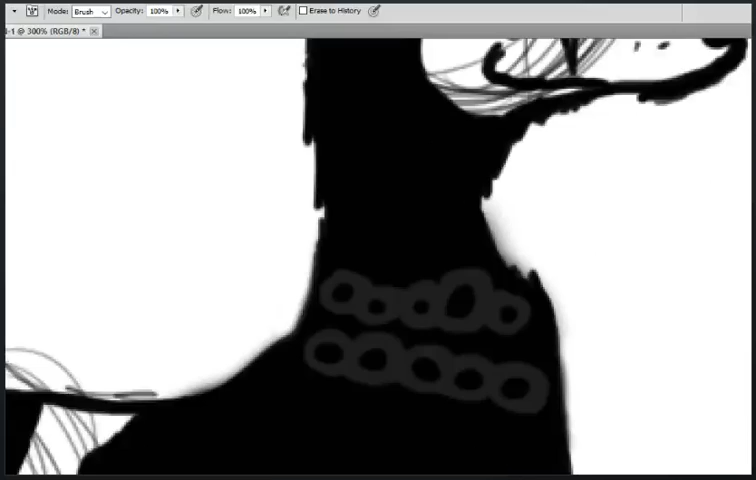 Mode: Brush Opacity: 100% Flow: 100% Erase to History
l-1 @ 300% (RGB/8) *